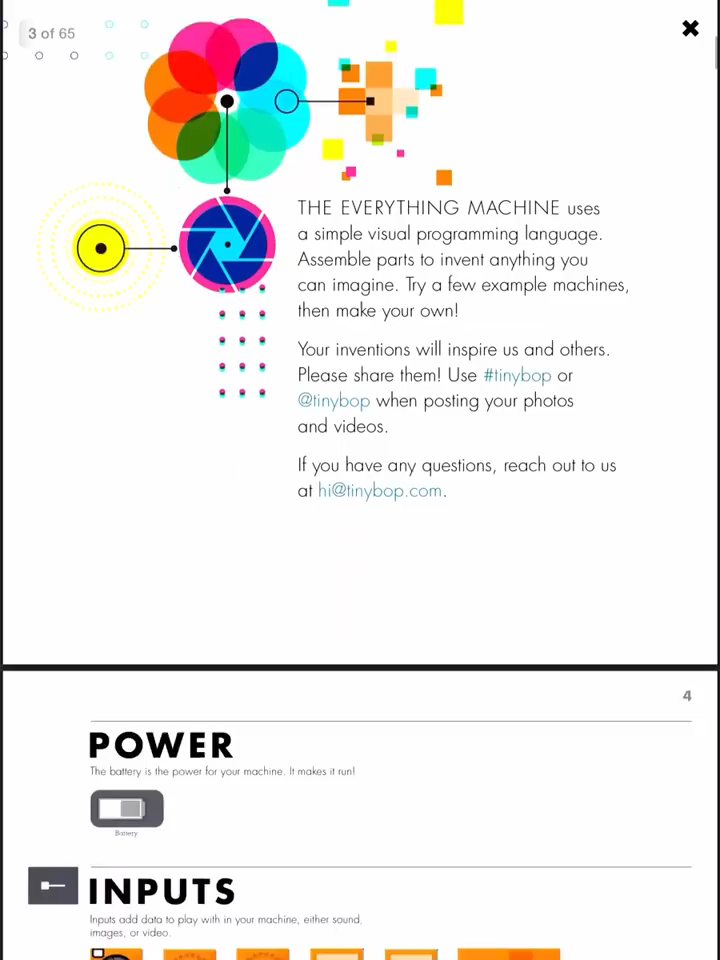 3 of 65
THE EVERYTHING MACHINE uses
a simple visual programming language.
Assemble parts to invent anything you
can imagine. Try a few example machines,
then make your own!
Your inventions will inspire us and others.
Please share them! Use #tinybop or
@tinybop when posting your photos
and videos.
If you have any questions, reach out to us
at hi@tinybop.com.
4
POWER
The battery is the power for your machine. It makes it run!
Battery
INPUTS
Inputs add data to play with in your machine, either sound,
images, or video.